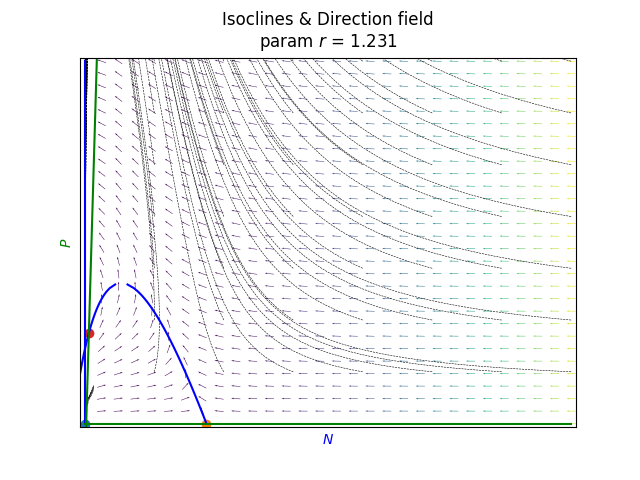 Isoclines & Direction field
param r = 1.231
P
N